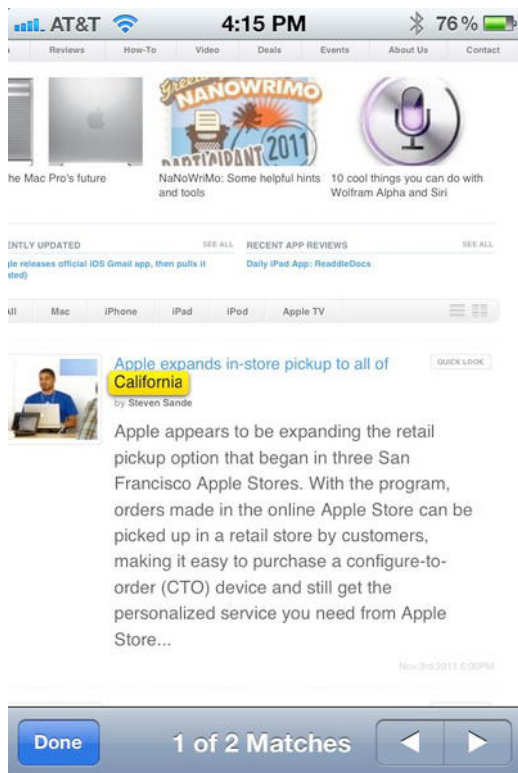 AT&T 4:15 PM 76%
Reviews How-To Video Deals Events About Us Contact
GREETINGS
NANOWRIMO
PARTICIPANT 2011
he Mac Pro's future
NaNoWriMo: Some helpful hints
and tools
10 cool things you can do with
Wolfram Alpha and Siri
ENTLY UPDATED SEE ALL
gle releases official iOS Gmail app, then pulls it
ated)
RECENT APP REVIEWS SEE ALL
Daily iPad App: ReaddleDocs
All Mac iPhone iPad iPod Apple TV
Apple expands in-store pickup to all of
California
QUICK LOOK
by Steven Sande
Apple appears to be expanding the retail
pickup option that began in three San
Francisco Apple Stores. With the program,
orders made in the online Apple Store can be
picked up in a retail store by customers,
making it easy to purchase a configure-to-
order (CTO) device and still get the
personalized service you need from Apple
Store...
Nov 3rd 2011 6:00PM
Done 1 of 2 Matches